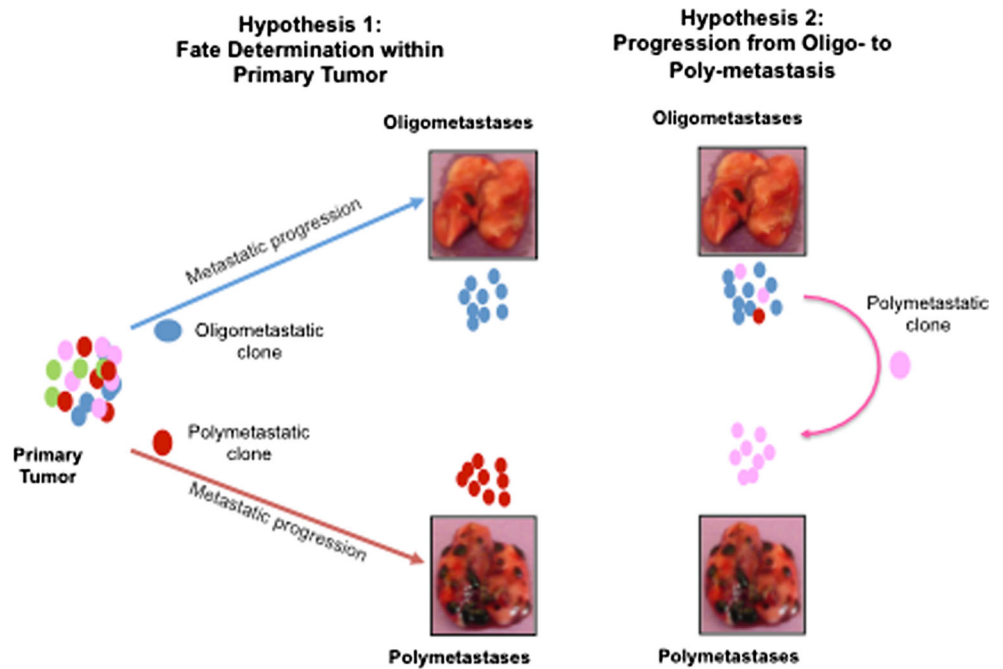 Hypothesis 1:
Fate Determination within
Primary Tumor
Oligometastases
Metastatic progression
Oligometastatic
clone
Primary
Tumor
Polymetastatic
clone
Metastatic progression
Polymetastases
Hypothesis 2:
Progression from Oligo- to
Poly-metastasis
Oligometastases
Polymetastatic
clone
Polymetastases